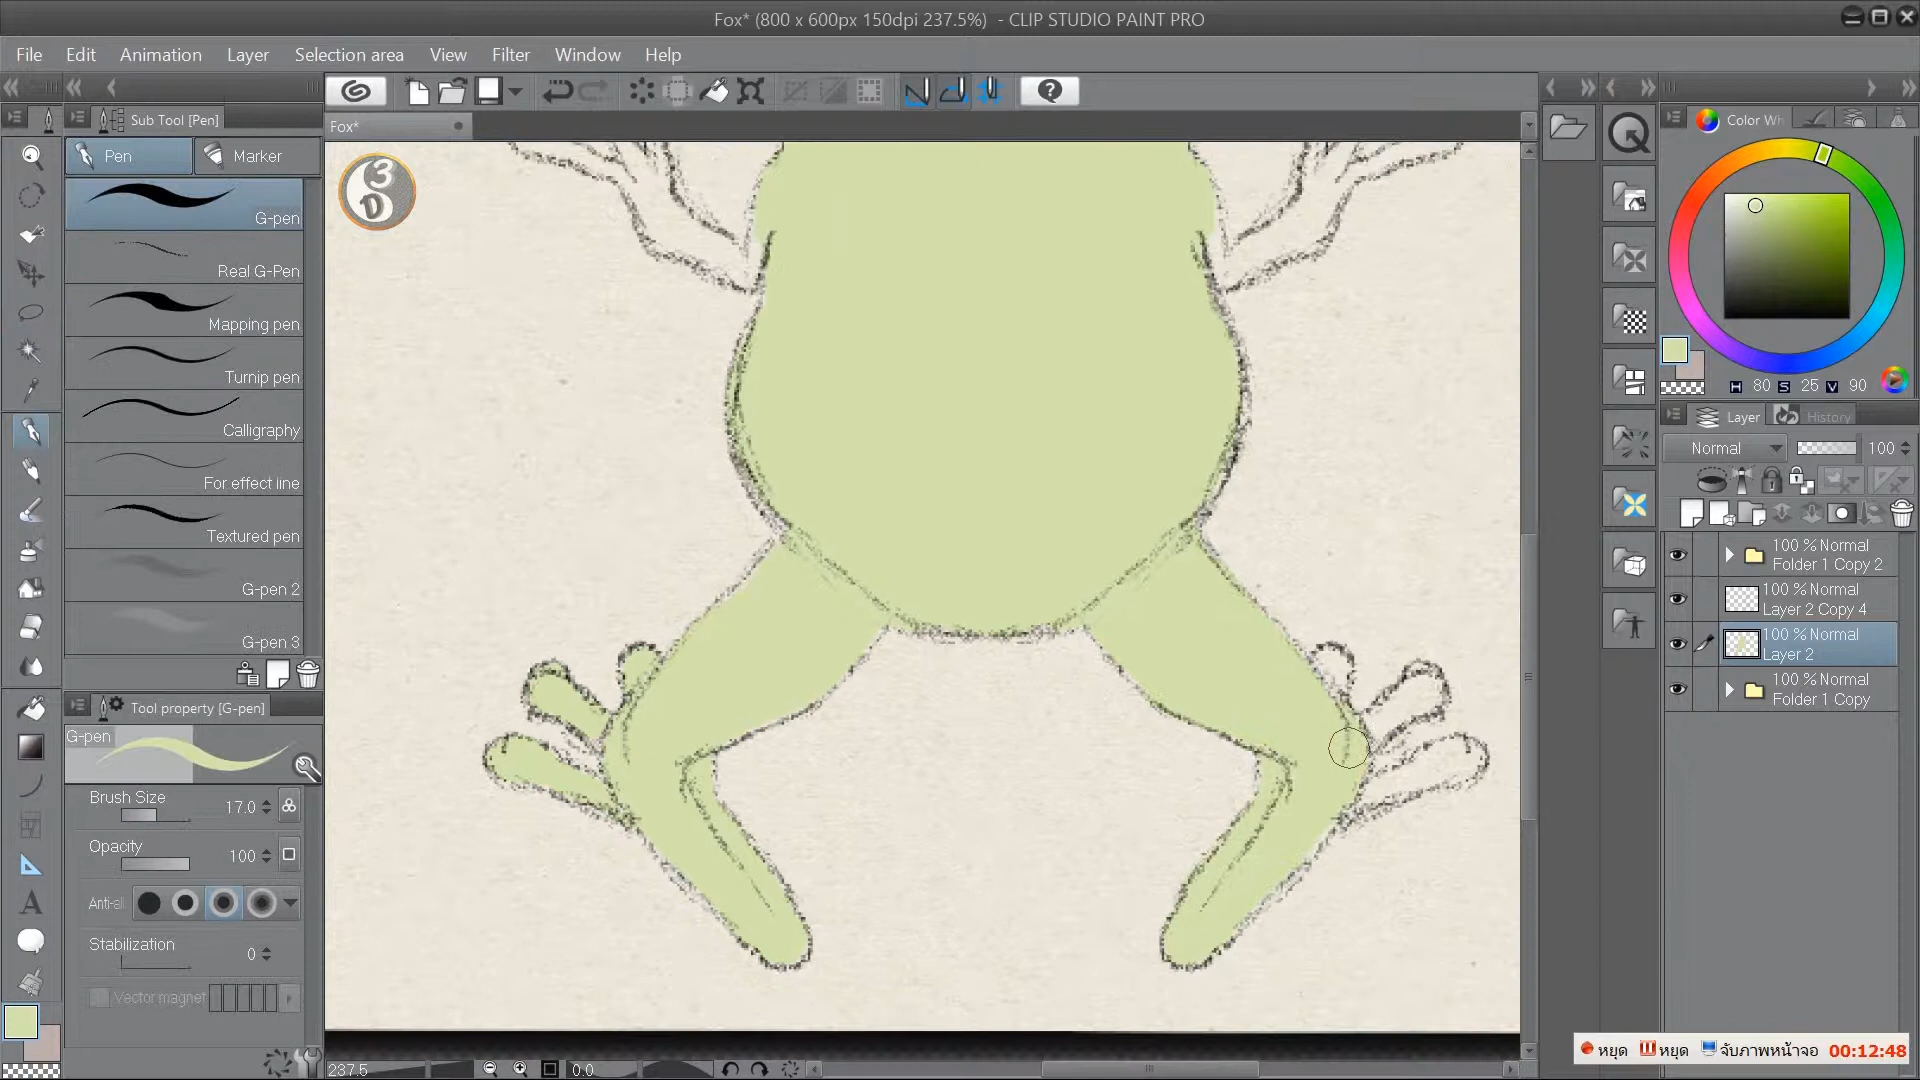 Fox* (800 x 600px 150dpi 237.5%) - CLIP STUDIO PAINT PRO
File Edit Animation Layer Selection area View Filter Window Help
Sub Tool [Pen]
Fox*
Color Wh
Pen Marker
3D
G-pen
Real G-Pen
Mapping pen
Turnip pen
Calligraphy
For effect line
Textured pen
G-pen 2
G-pen 3
Tool property [G-pen]
G-pen
Brush Size 17.0
Opacity 100
Anti-al
Stabilization 0
Vector magnet
H 80 S 25 V 90
Layer History
Normal 100
100 % Normal
Folder 1 Copy 2
100 % Normal
Layer 2 Copy 4
100 % Normal
Layer 2
100 % Normal
Folder 1 Copy
237.5 0.0
หยุด หยุด จับภาพหน้าจอ 00:12:48